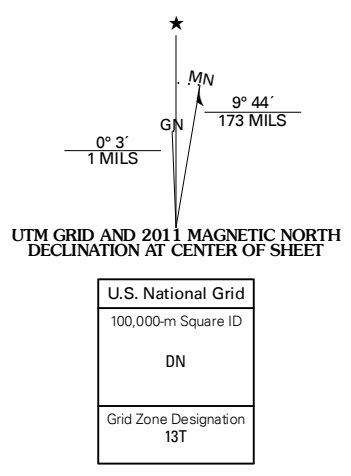 ★
MN
GN
9° 44´
173 MILS
0° 3´
1 MILS
UTM GRID AND 2011 MAGNETIC NORTH
DECLINATION AT CENTER OF SHEET
U.S. National Grid
100,000-m Square ID
DN
Grid Zone Designation
13T